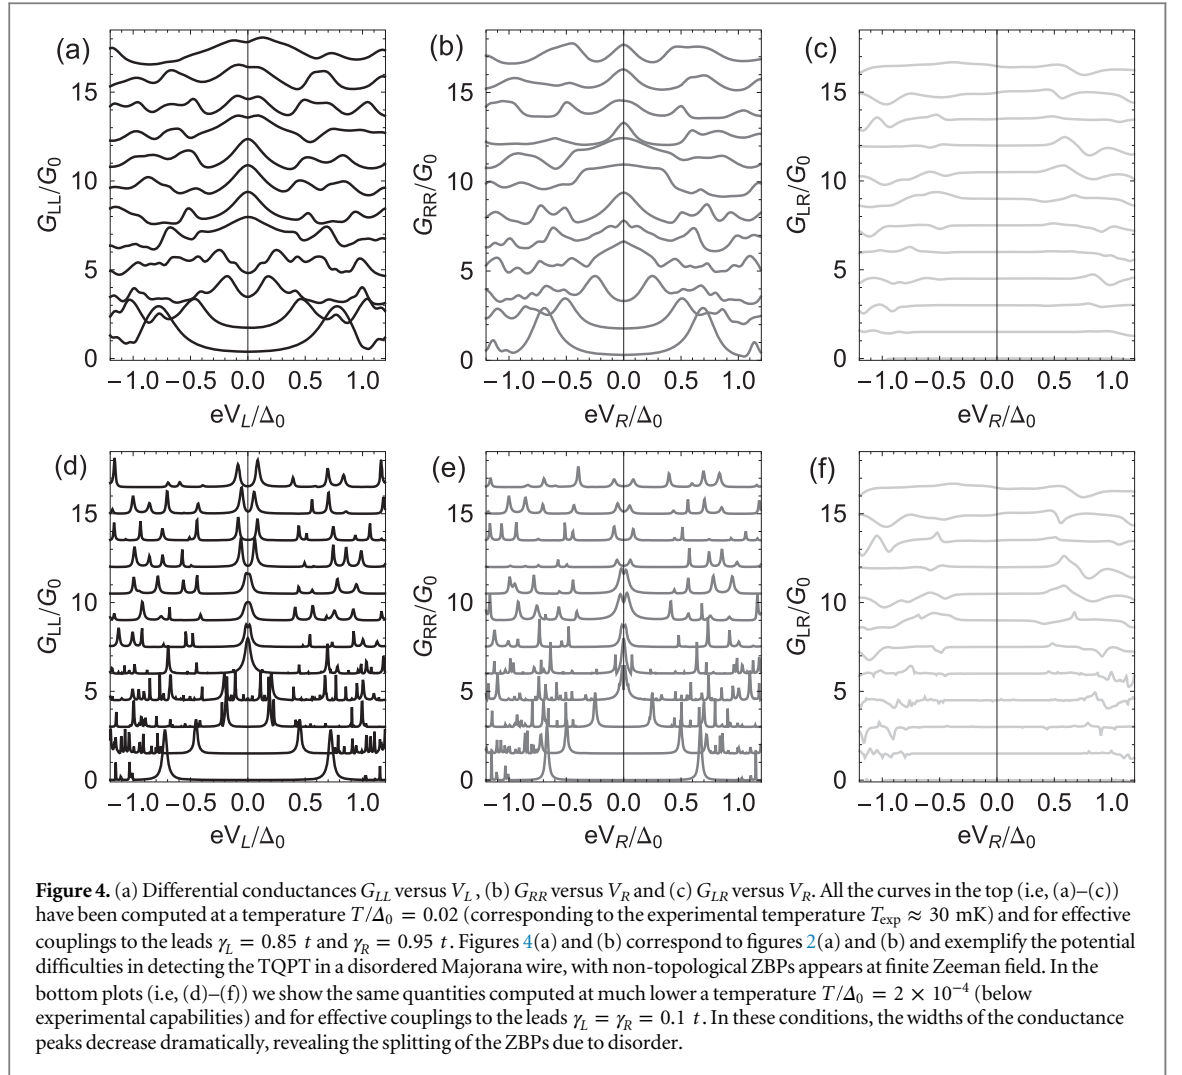 (a)
(b)
(c)
15
10
5
0
G_LL/G_0
G_RR/G_0
G_LR/G_0
−1.0 −0.5 0.0 0.5 1.0
eV_L/Δ_0
15
10
5
0
−1.0 −0.5 0.0 0.5 1.0
eV_R/Δ_0
15
10
5
0
−1.0 −0.5 0.0 0.5 1.0
eV_R/Δ_0
(d)
(e)
(f)
15
10
5
0
G_LL/G_0
G_RR/G_0
G_LR/G_0
−1.0 −0.5 0.0 0.5 1.0
eV_L/Δ_0
15
10
5
0
−1.0 −0.5 0.0 0.5 1.0
eV_R/Δ_0
15
10
5
0
−1.0 −0.5 0.0 0.5 1.0
eV_R/Δ_0
Figure 4. (a) Differential conductances G_LL versus V_L, (b) G_RR versus V_R and (c) G_LR versus V_R. All the curves in the top (i.e, (a)–(c))
have been computed at a temperature T/Δ_0 = 0.02 (corresponding to the experimental temperature T_exp ≈ 30 mK) and for effective
couplings to the leads γ_L = 0.85 t and γ_R = 0.95 t. Figures 4(a) and (b) correspond to figures 2(a) and (b) and exemplify the potential
difficulties in detecting the TQPT in a disordered Majorana wire, with non-topological ZBPs appears at finite Zeeman field. In the
bottom plots (i.e, (d)–(f)) we show the same quantities computed at much lower a temperature T/Δ_0 = 2 × 10⁻⁴ (below
experimental capabilities) and for effective couplings to the leads γ_L = γ_R = 0.1 t. In these conditions, the widths of the conductance
peaks decrease dramatically, revealing the splitting of the ZBPs due to disorder.